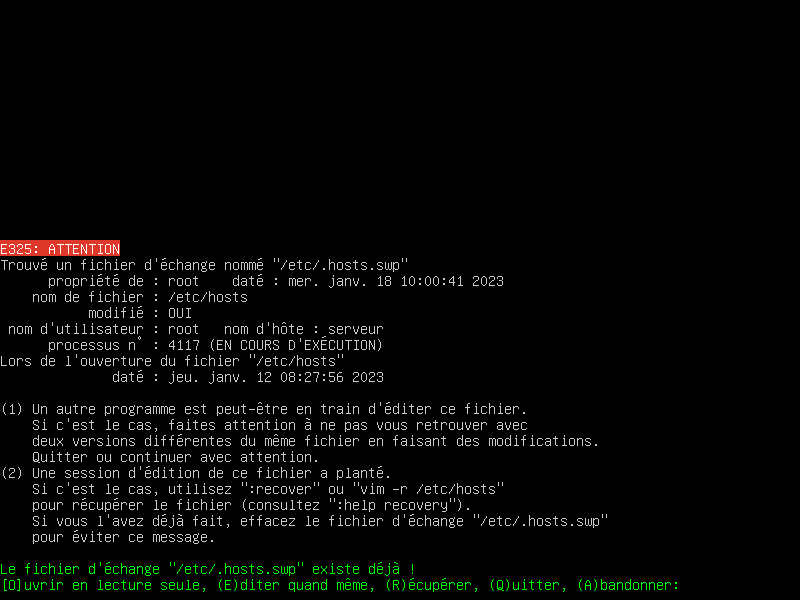 E325: ATTENTION
Trouvé un fichier d'échange nommé "/etc/.hosts.swp"
propriété de : root    daté : mer. janv. 18 10:00:41 2023
nom de fichier : /etc/hosts
modifié : OUI
nom d'utilisateur : root   nom d'hôte : serveur
processus n° : 4117 (EN COURS D'EXÉCUTION)
Lors de l'ouverture du fichier "/etc/hosts"
daté : jeu. janv. 12 08:27:56 2023
(1) Un autre programme est peut-être en train d'éditer ce fichier.
Si c'est le cas, faites attention à ne pas vous retrouver avec
deux versions différentes du même fichier en faisant des modifications.
Quitter ou continuer avec attention.
(2) Une session d'édition de ce fichier a planté.
Si c'est le cas, utilisez ":recover" ou "vim -r /etc/hosts"
pour récupérer le fichier (consultez ":help recovery").
Si vous l'avez déjà fait, effacez le fichier d'échange "/etc/.hosts.swp"
pour éviter ce message.
Le fichier d'échange "/etc/.hosts.swp" existe déjà !
[O]uvrir en lecture seule, (E)diter quand même, (R)écupérer, (Q)uitter, (A)bandonner: